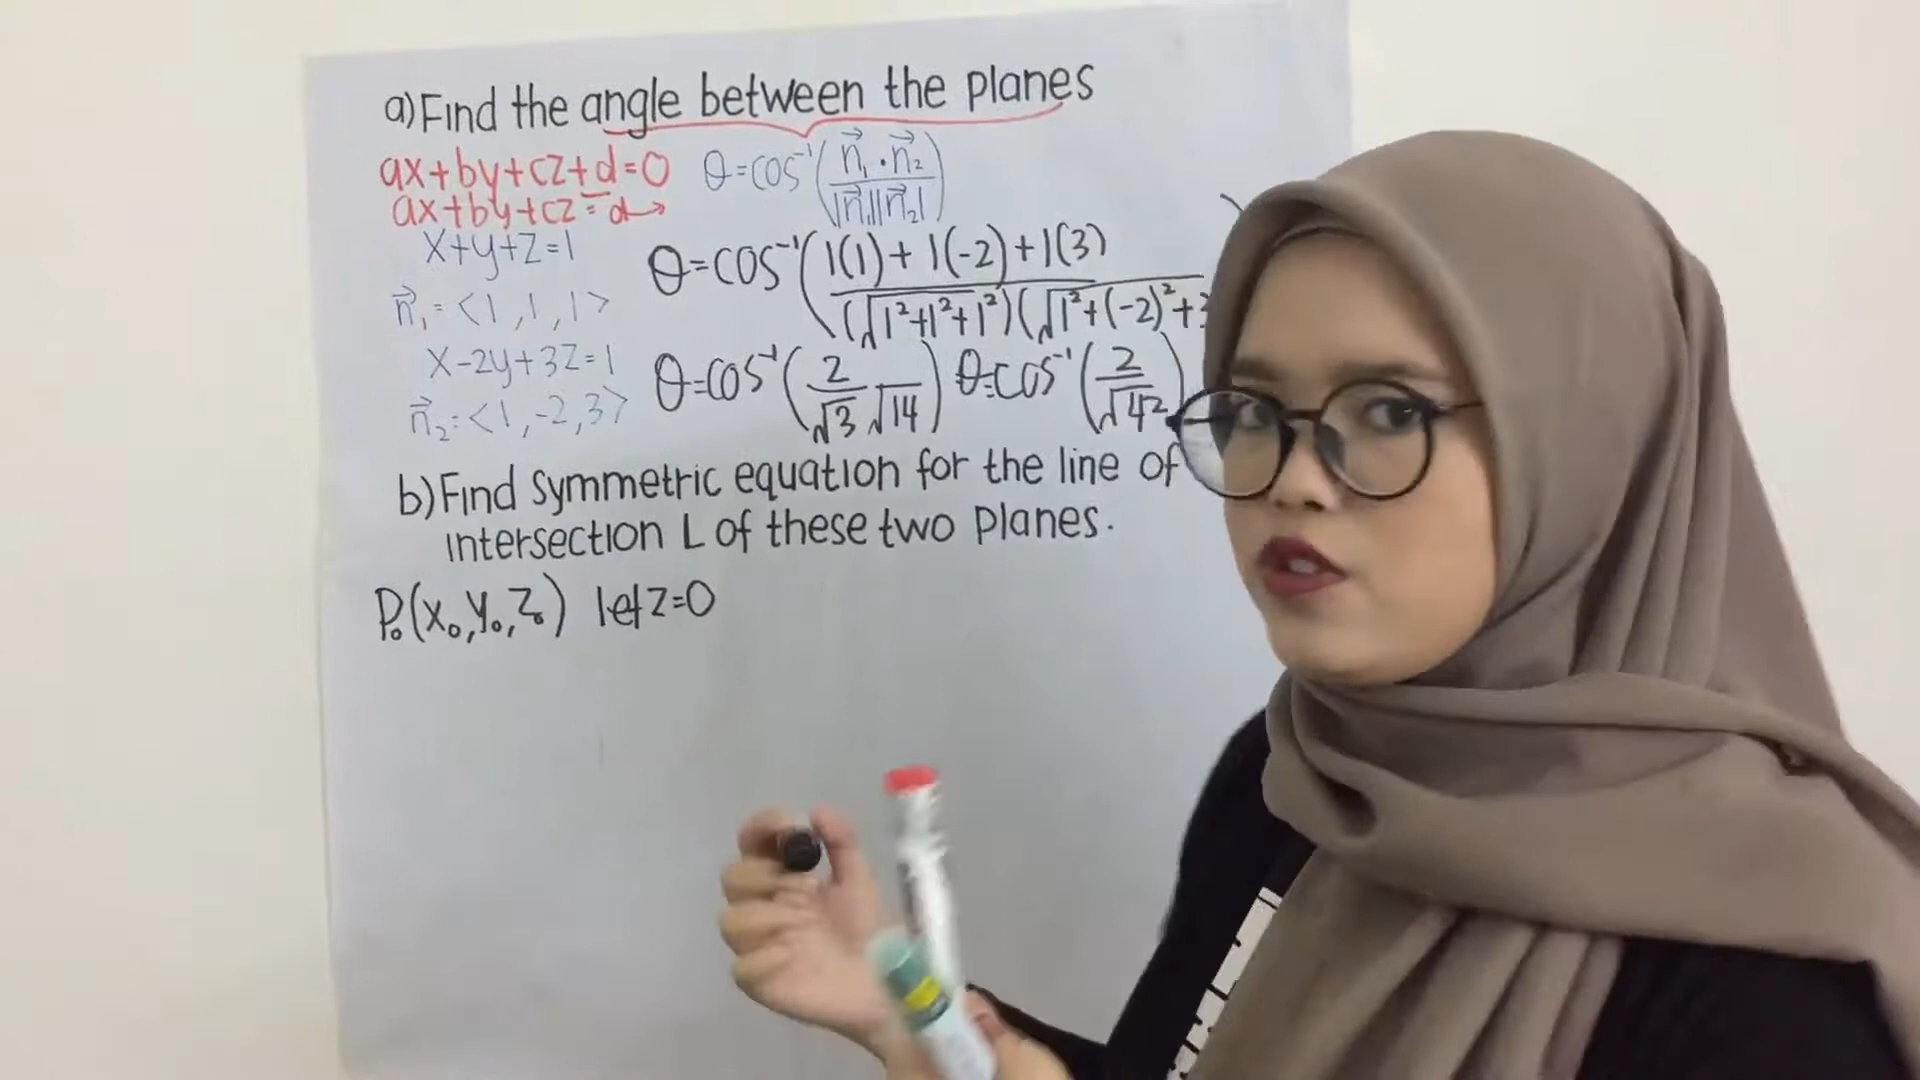 a) Find the angle between the planes
ax+by+cz+d=0
ax+by+cz=d→
θ=cos⁻¹(n⃗₁·n⃗₂/|n⃗₁||n⃗₂|)
x+y+z=1
n⃗₁=<1,1,1>
x-2y+3z=1
n⃗₂=<1,-2,3>
θ=cos⁻¹(1(1)+1(-2)+1(3)/(√1²+1²+1²)(√1²+(-2)²+
θ=cos⁻¹(2/√3√14) θ=cos⁻¹(2/√42)
b) Find symmetric equation for the line of
intersection L of these two planes.
P₀(x₀,y₀,z₀) let z=0